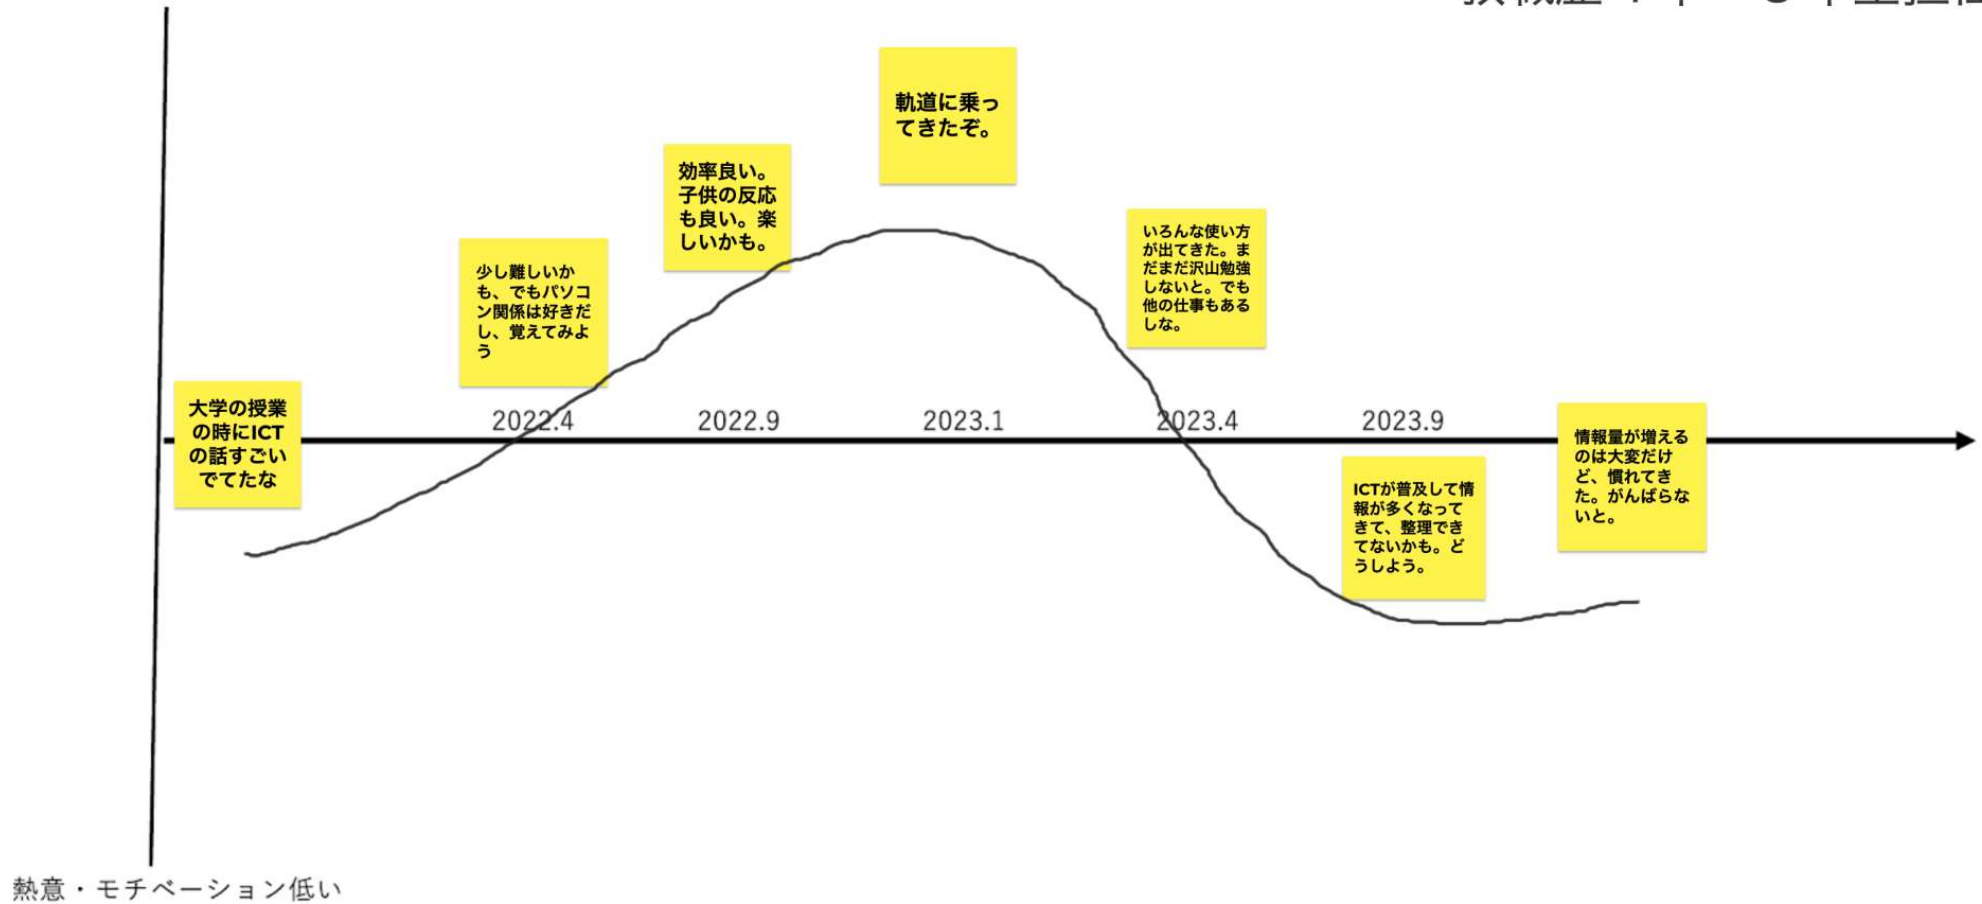 軌道に乗っ
てきたぞ。
効率良い。
子供の反応
も良い。楽
しいかも。
いろんな使い方
が出てきた。ま
だまだ沢山勉強
しないと。でも
他の仕事もある
しな。
少し難しいか
も、でもパソコ
ン関係は好きだ
し、覚えてみよ
う
大学の授業
の時にICT
の話すごい
でてたな
2022.4
2022.9
2023.1
2023.4
2023.9
情報量が増える
のは大変だけ
ど、慣れてき
た。がんばらな
いと。
ICTが普及して情
報が多くなって
きて、整理でき
てないかも。ど
うしよう。
熱意・モチベーション低い